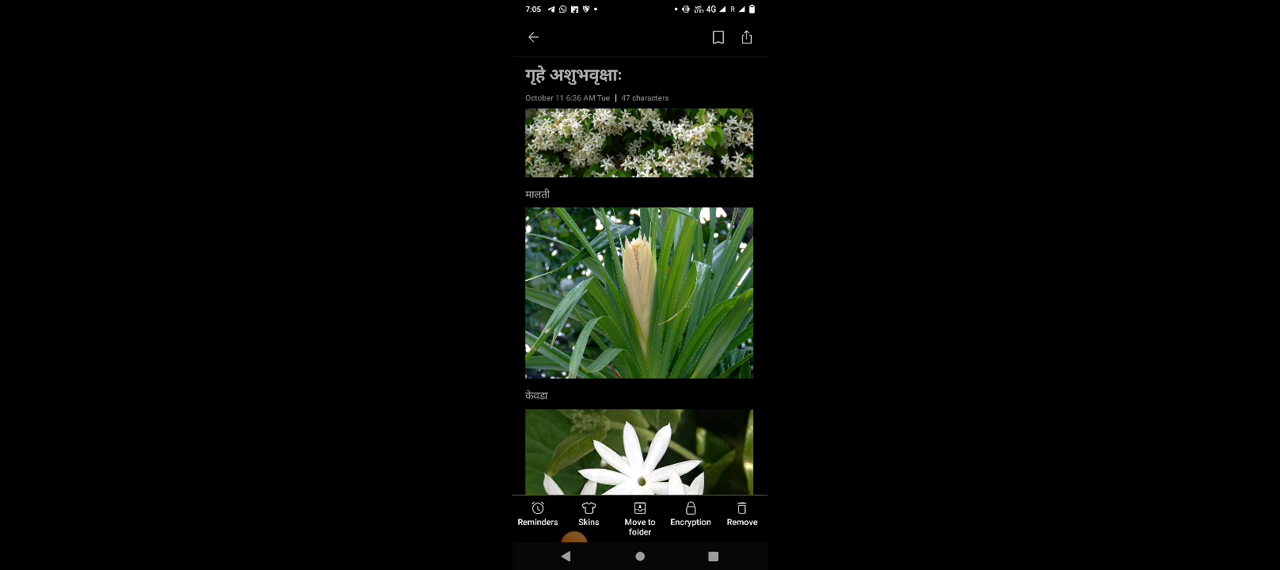 7:05
4G R
गृहे अशुभवृक्षाः
October 11 6:36 AM Tue | 47 characters
मालती
केवडा
Reminders Skins Move to folder Encryption Remove